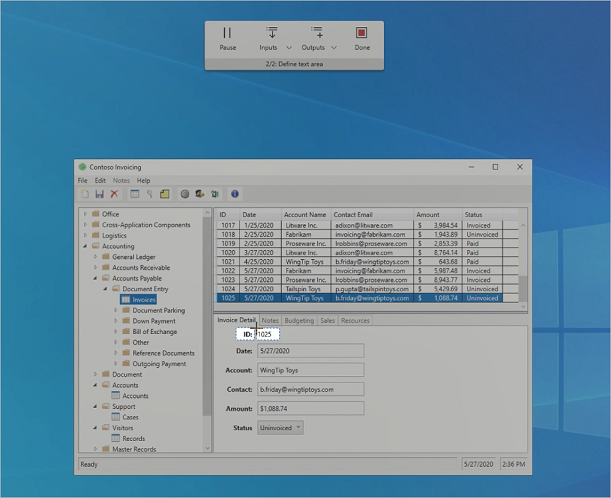 Pause Inputs Outputs Done
2/2: Define text area
Contoso Invoicing
File Edit Notes Help
Office
Cross-Application Components
Logistics
Accounting
General Ledger
Accounts Receivable
Accounts Payable
Document Entry
Invoices
Document Parking
Down Payment
Bill of Exchange
Other
Reference Documents
Outgoing Payment
Document
Accounts
Accounts
Support
Cases
Visitors
Records
Master Records
ID Date Account Name Contact Email Amount Status
1017 1/25/2020 Litware Inc. adixon@litware.com $ 3,984.54 Invoiced
1018 2/5/2020 Fabrikam invoicing@fabrikam.com $ 1,943.89 Uninvoiced
1019 2/25/2020 Proseware Inc. lrobbins@proseware.com $ 2,853.39 Paid
1020 3/27/2020 Litware Inc. adixon@litware.com $ 8,764.14 Paid
1021 4/25/2020 WingTip Toys b.friday@wingtiptoys.com $ 643.68 Paid
1022 5/27/2020 Fabrikam invoicing@fabrikam.com $ 5,987.48 Invoiced
1023 5/27/2020 Proseware Inc. lrobbins@proseware.com $ 8,943.77 Invoiced
1024 5/27/2020 Tailspin Toys p.gupta@tailspintoys.com $ 5,429.69 Uninvoiced
1025 5/27/2020 WingTip Toys b.friday@wingtiptoys.com $ 1,088.74 Uninvoiced
Invoice Detail Notes Budgeting Sales Resources
ID: 1025
Date: 5/27/2020
Account: WingTip Toys
Contact: b.friday@wingtiptoys.com
Amount: $1,088.74
Status Uninvoiced
Ready 5/27/2020 2:36 PM